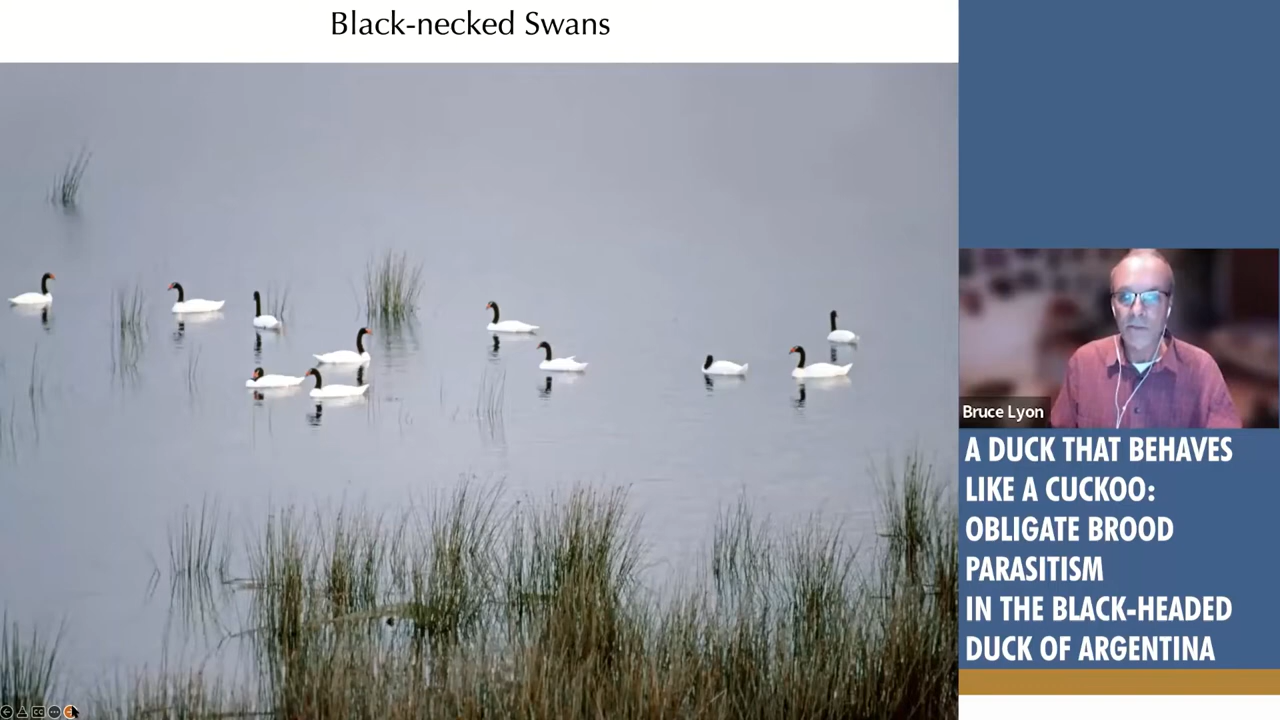 Black-necked Swans
Bruce Lyon
A DUCK THAT BEHAVES
LIKE A CUCKOO:
OBLIGATE BROOD
PARASITISM
IN THE BLACK-HEADED
DUCK OF ARGENTINA